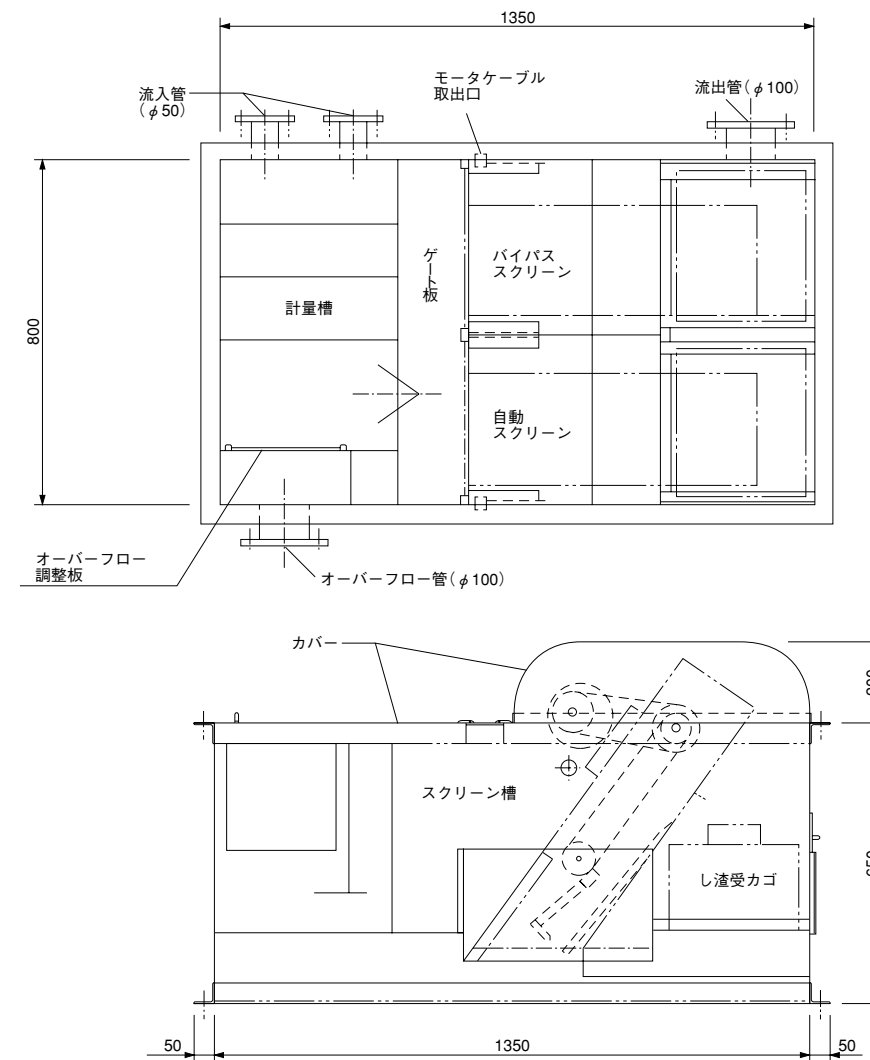 1350
流入管
(φ50)
モータケーブル
取出口
流出管(φ100)
800
計量槽
ゲート板
バイパス
スクリーン
自動
スクリーン
オーバーフロー
調整板
オーバーフロー管(φ100)
カバー
スクリーン槽
し渣受カゴ
50
1350
50